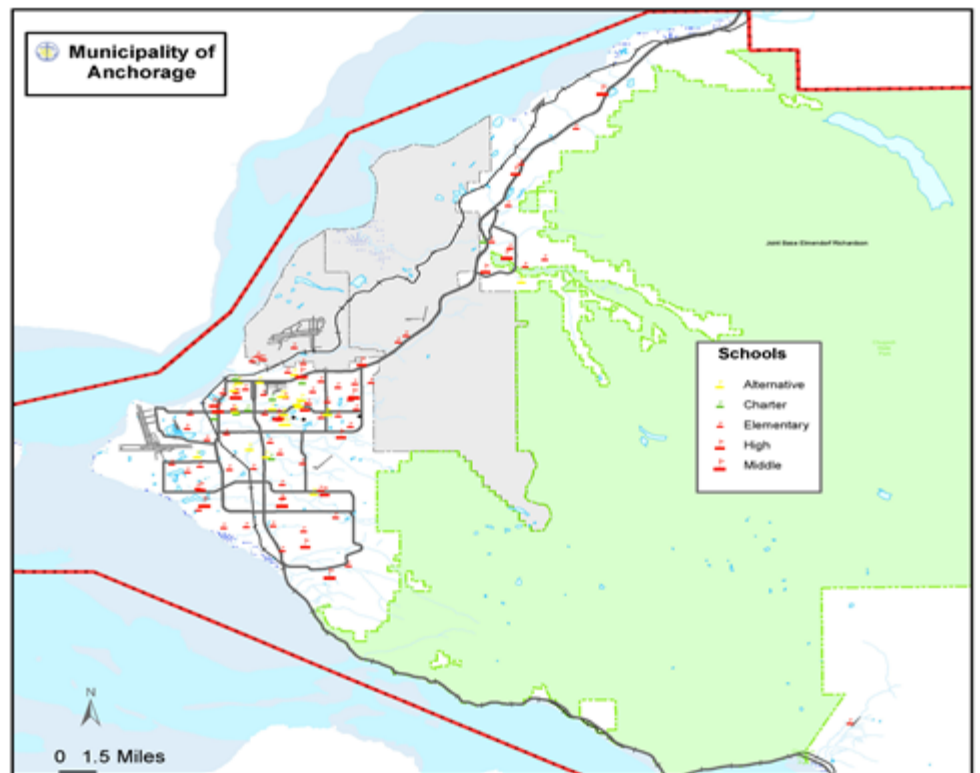 Municipality of
Anchorage
Joint Base Elmendorf Richardson
Schools
Alternative
Charter
Elementary
High
Middle
N
0 1.5 Miles